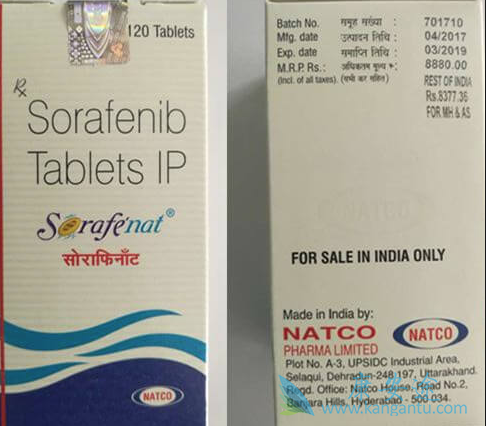 120 Tablets
Rx
Sorafenib
Tablets IP
Sorafenat®
सोराफिनाँट
NATCO
Batch No. समूह संख्या : 701710
Mfg. date उत्पादन तिथि : 04/2017
Exp. date समाप्ति तिथि : 03/2019
M.R.P. Rs.: अधिकतम मूल्य रु: 8880.00
(Incl. of all taxes) (सभी कर सहित) REST OF INDIA
Rs.8377.36
FOR MH & AS
FOR SALE IN INDIA ONLY
Made in India by:
NATCO NATCO
PHARMA LIMITED
Plot No. A-3, UPSIDC Industrial Area,
Selaqui, Dehradun-248 197, Uttarakhand.
Regd. Office: Natco House, Road No.2,
Banjara Hills, Hyderabad - 500 034.
www.kangantu.com